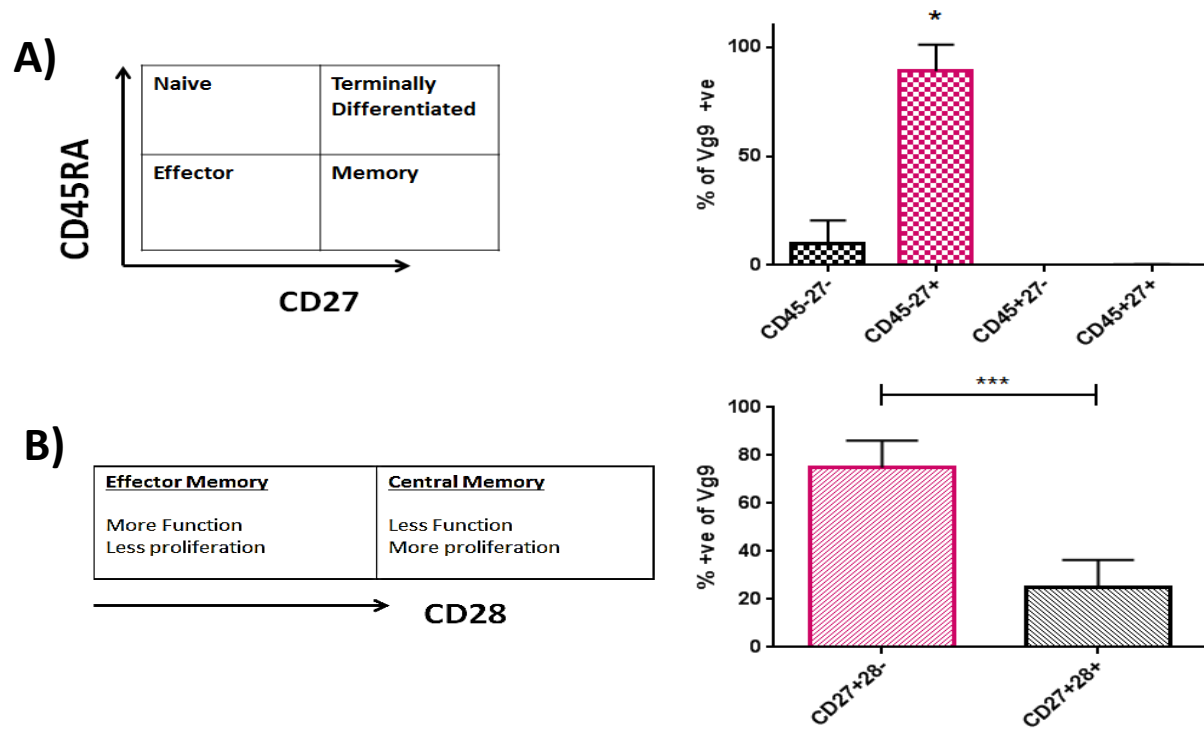 A)
CD45RA
Naive
Terminally
Differentiated
Effector
Memory
CD27
% of Vg9 +ve
100
50
0
*
CD45-27-
CD45-27+
CD45+27-
CD45+27+
B)
Effector Memory
More Function
Less proliferation
Central Memory
Less Function
More proliferation
CD28
% +ve of Vg9
100
80
60
40
20
0
***
CD27+28-
CD27+28+